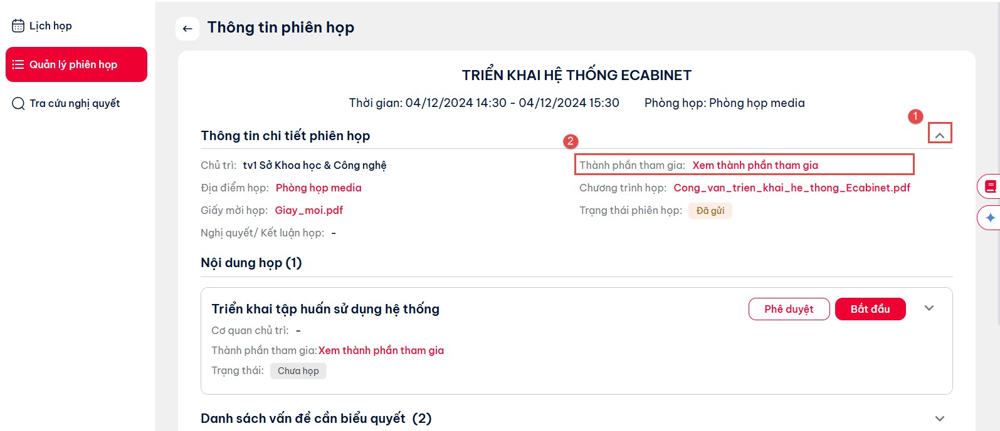 Lịch họp
Quản lý phiên họp
Tra cứu nghị quyết
Thông tin phiên họp
TRIỂN KHAI HỆ THỐNG ECABINET
Thời gian: 04/12/2024 14:30 - 04/12/2024 15:30 Phòng họp: Phòng họp media
1
Thông tin chi tiết phiên họp
2
Chủ trì: tv1 Sở Khoa học & Công nghệ Thành phần tham gia: Xem thành phần tham gia
Địa điểm họp: Phòng họp media Chương trình họp: Cong_van_trien_khai_he_thong_Ecabinet.pdf
Giấy mời họp: Giay_moi.pdf Trạng thái phiên họp: Đã gửi
Nghị quyết/ Kết luận họp: -
Nội dung họp (1)
Triển khai tập huấn sử dụng hệ thống Phê duyệt Bắt đầu
Cơ quan chủ trì: -
Thành phần tham gia: Xem thành phần tham gia
Trạng thái: Chưa họp
Danh sách vấn đề cần biểu quyết (2)